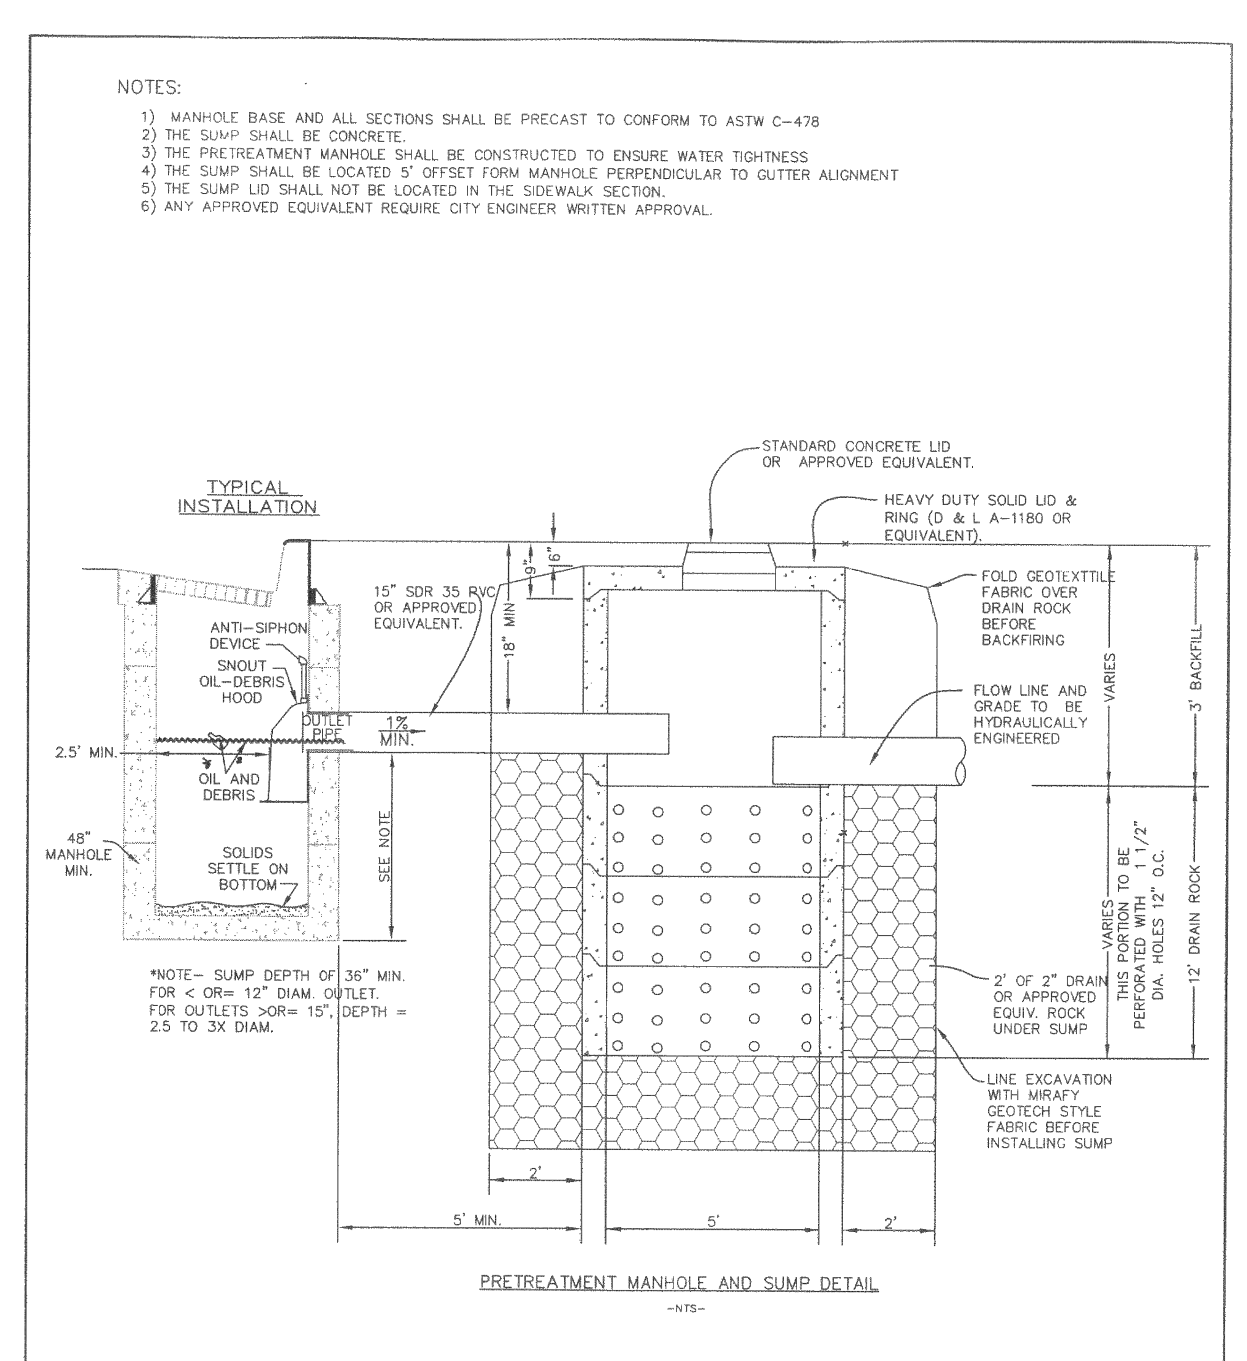 NOTES:
1) MANHOLE BASE AND ALL SECTIONS SHALL BE PRECAST TO CONFORM TO ASTW C-478
2) THE SUMP SHALL BE CONCRETE.
3) THE PRETREATMENT MANHOLE SHALL BE CONSTRUCTED TO ENSURE WATER TIGHTNESS
4) THE SUMP SHALL BE LOCATED 5' OFFSET FORM MANHOLE PERPENDICULAR TO GUTTER ALIGNMENT
5) THE SUMP LID SHALL NOT BE LOCATED IN THE SIDEWALK SECTION.
6) ANY APPROVED EQUIVALENT REQUIRE CITY ENGINEER WRITTEN APPROVAL.
STANDARD CONCRETE LID
OR APPROVED EQUIVALENT.
TYPICAL
INSTALLATION
HEAVY DUTY SOLID LID &
RING (D & L A-1180 OR
EQUIVALENT).
6"
9"
18" MIN
15" SDR 35 PVC
OR APPROVED
EQUIVALENT.
FOLD GEOTEXTTILE
FABRIC OVER
DRAIN ROCK
BEFORE
BACKFIRING
ANTI-SIPHON
DEVICE
SNOUT
OIL-DEBRIS
HOOD
VARIES
3' BACKFILL
FLOW LINE AND
GRADE TO BE
HYDRAULICALLY
ENGINEERED
OUTLET
PIPE
1%
MIN.
2.5' MIN.
OIL AND
DEBRIS
48"
MANHOLE
MIN.
SOLIDS
SETTLE ON
BOTTOM
SEE NOTE
VARIES
THIS PORTION TO BE
PERFORATED WITH 1 1/2"
DIA. HOLES 12" O.C.
12' DRAIN ROCK
*NOTE- SUMP DEPTH OF 36" MIN.
FOR < OR= 12" DIAM. OUTLET.
FOR OUTLETS >OR= 15", DEPTH =
2.5 TO 3X DIAM.
2' OF 2" DRAIN
OR APPROVED
EQUIV. ROCK
UNDER SUMP
LINE EXCAVATION
WITH MIRAFY
GEOTECH STYLE
FABRIC BEFORE
INSTALLING SUMP
2'
5' MIN.
5'
2'
PRETREATMENT MANHOLE AND SUMP DETAIL
-NTS-